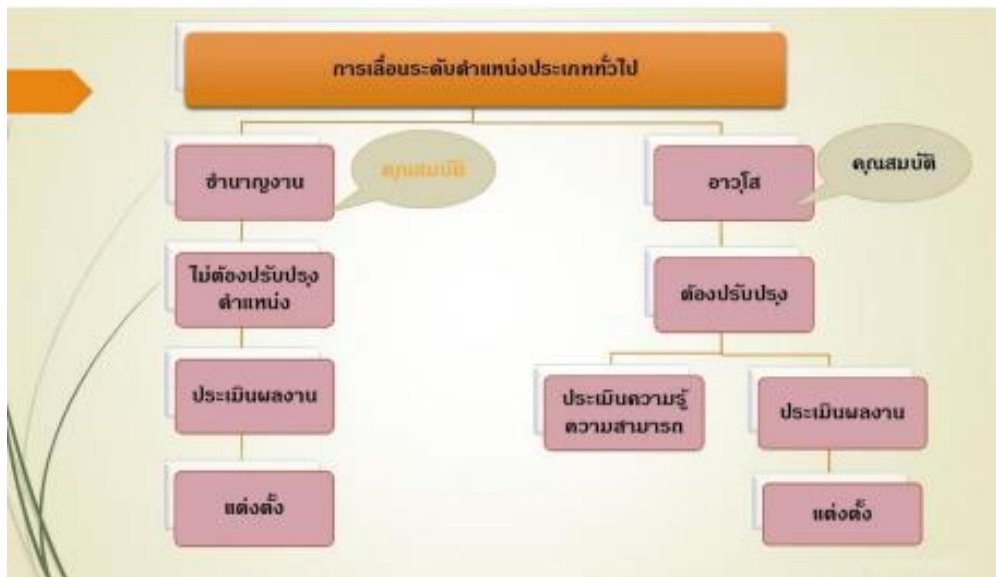 การเลื่อนระดับตำแหน่งประเภททั่วไป
ชำนาญงาน
คุณสมบัติ
อาวุโส
คุณสมบัติ
ไม่ต้องปรับปรุง
ตำแหน่ง
ต้องปรับปรุง
ประเมินผลงาน
ประเมินความรู้
ความสามารถ
ประเมินผลงาน
แต่งตั้ง
แต่งตั้ง